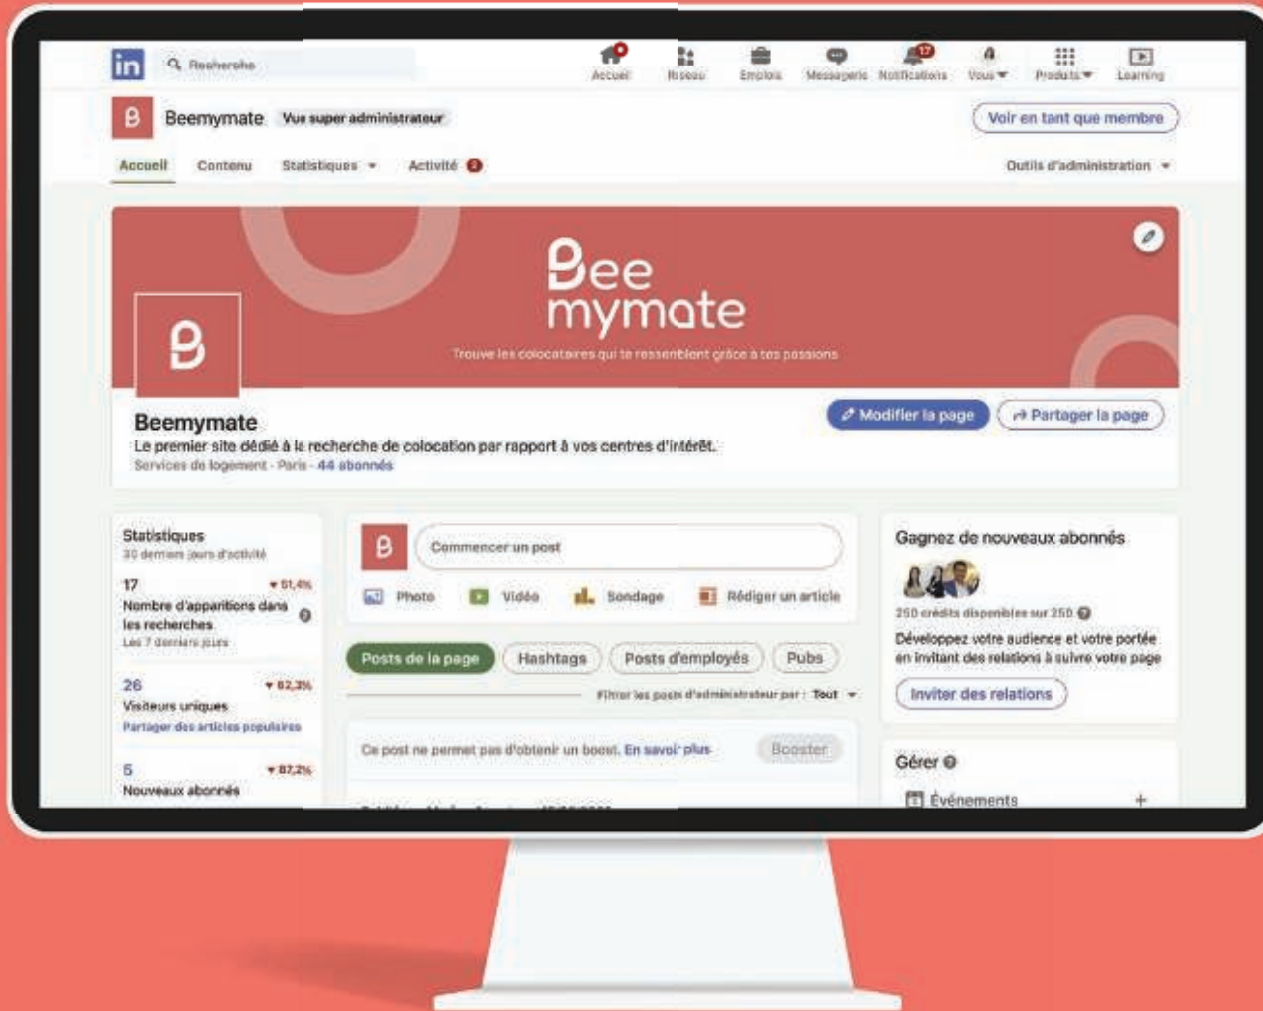 in Recherche
Accueil Réseau Emplois Messagerie Notifications 17 Vous Produits Learning
B Beemymate Vue super administrateur Voir en tant que membre
Accueil Contenu Statistiques Activité Outils d'administration
Bee
mymate
Trouve les colocataires qui te ressemblent grâce à tes passions
B
Beemymate
Modifier la page Partager la page
Le premier site dédié à la recherche de colocation par rapport à vos centres d'intérêt.
Services de logement - Paris - 44 abonnés
Statistiques
30 derniers jours d'activité
17 ▾ 51,4%
Nombre d'apparitions dans
les recherches
Les 7 derniers jours
26 ▾ 82,3%
Visiteurs uniques
Partager des articles populaires
5 ▾ 87,2%
Nouveaux abonnés
B Commencer un post
Photo Vidéo Sondage Rédiger un article
Posts de la page Hashtags Posts d'employés Pubs
Filtrer les posts d'administrateur par : Tout
Ce post ne permet pas d'obtenir un boost. En savoir plus Booster
Gagnez de nouveaux abonnés
250 crédits disponibles sur 250
Développez votre audience et votre portée
en invitant des relations à suivre votre page
Inviter des relations
Gérer
Événements +